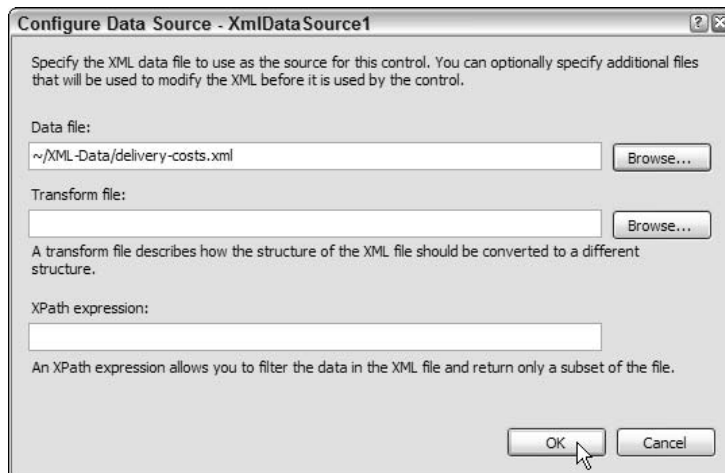 Configure Data Source - XmlDataSource1
Specify the XML data file to use as the source for this control. You can optionally specify additional files
that will be used to modify the XML before it is used by the control.
Data file:
~/XML-Data/delivery-costs.xml
Browse...
Transform file:
Browse...
A transform file describes how the structure of the XML file should be converted to a different
structure.
XPath expression:
An XPath expression allows you to filter the data in the XML file and return only a subset of the file.
OK
Cancel